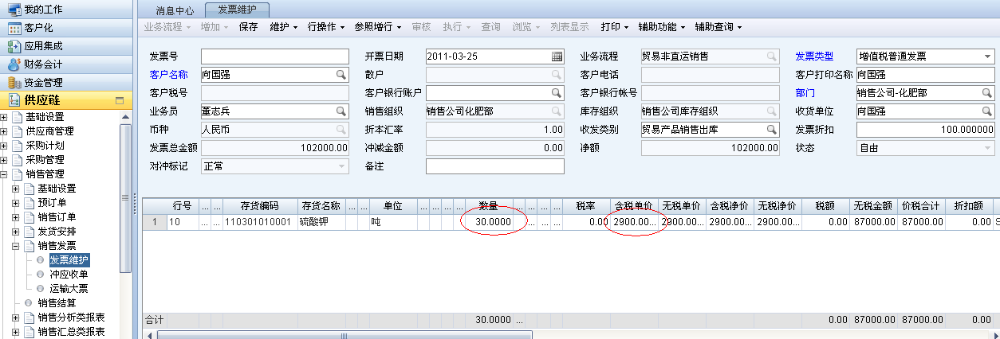 我的工作
客户化
应用集成
财务会计
资金管理
供应链
基础设置
供应商管理
采购计划
采购管理
销售管理
基础设置
预订单
销售订单
发货安排
销售发票
发票维护
冲应收单
运输大票
销售结算
销售分析类报表
销售汇总类报表
消息中心 发票维护
业务流程 增加 保存 维护 行操作 参照增行 审核 执行 查询 浏览 列表显示 打印 辅助功能 辅助查询
发票号 开票日期 2011-03-25 业务流程 贸易非直运销售 发票类型 增值税普通发票
客户名称 向国强 散户 客户电话 客户打印名称 向国强
客户税号 客户银行账户 客户银行帐号 部门 销售公司-化肥部
业务员 董志兵 销售组织 销售公司化肥部 库存组织 销售公司库存组织 收货单位 向国强
币种 人民币 折本汇率 1.00 收发类别 贸易产品销售出库 发票折扣 100.000000
发票总金额 102000.00 冲减金额 0.00 净额 102000.00 状态 自由
对冲标记 正常 备注
行号 ... ... 存货编码 存货名称 ... ... 单位 ... ... ... ... 数量 ... ... ... ... 税率 含税单价 无税单价 含税净价 无税净价 税额 无税金额 价税合计 折扣额 ...
1 10 ... ... 110301010001 硫酸钾 ... ... 吨 30.0000 ... ... ... 0.00 2900.00... 2900.00... 2900.00... 2900.00... 0.00 87000.00 87000.00 0.00 S
合计 30.0000 ... 0.00 87000.00 87000.00 0.00